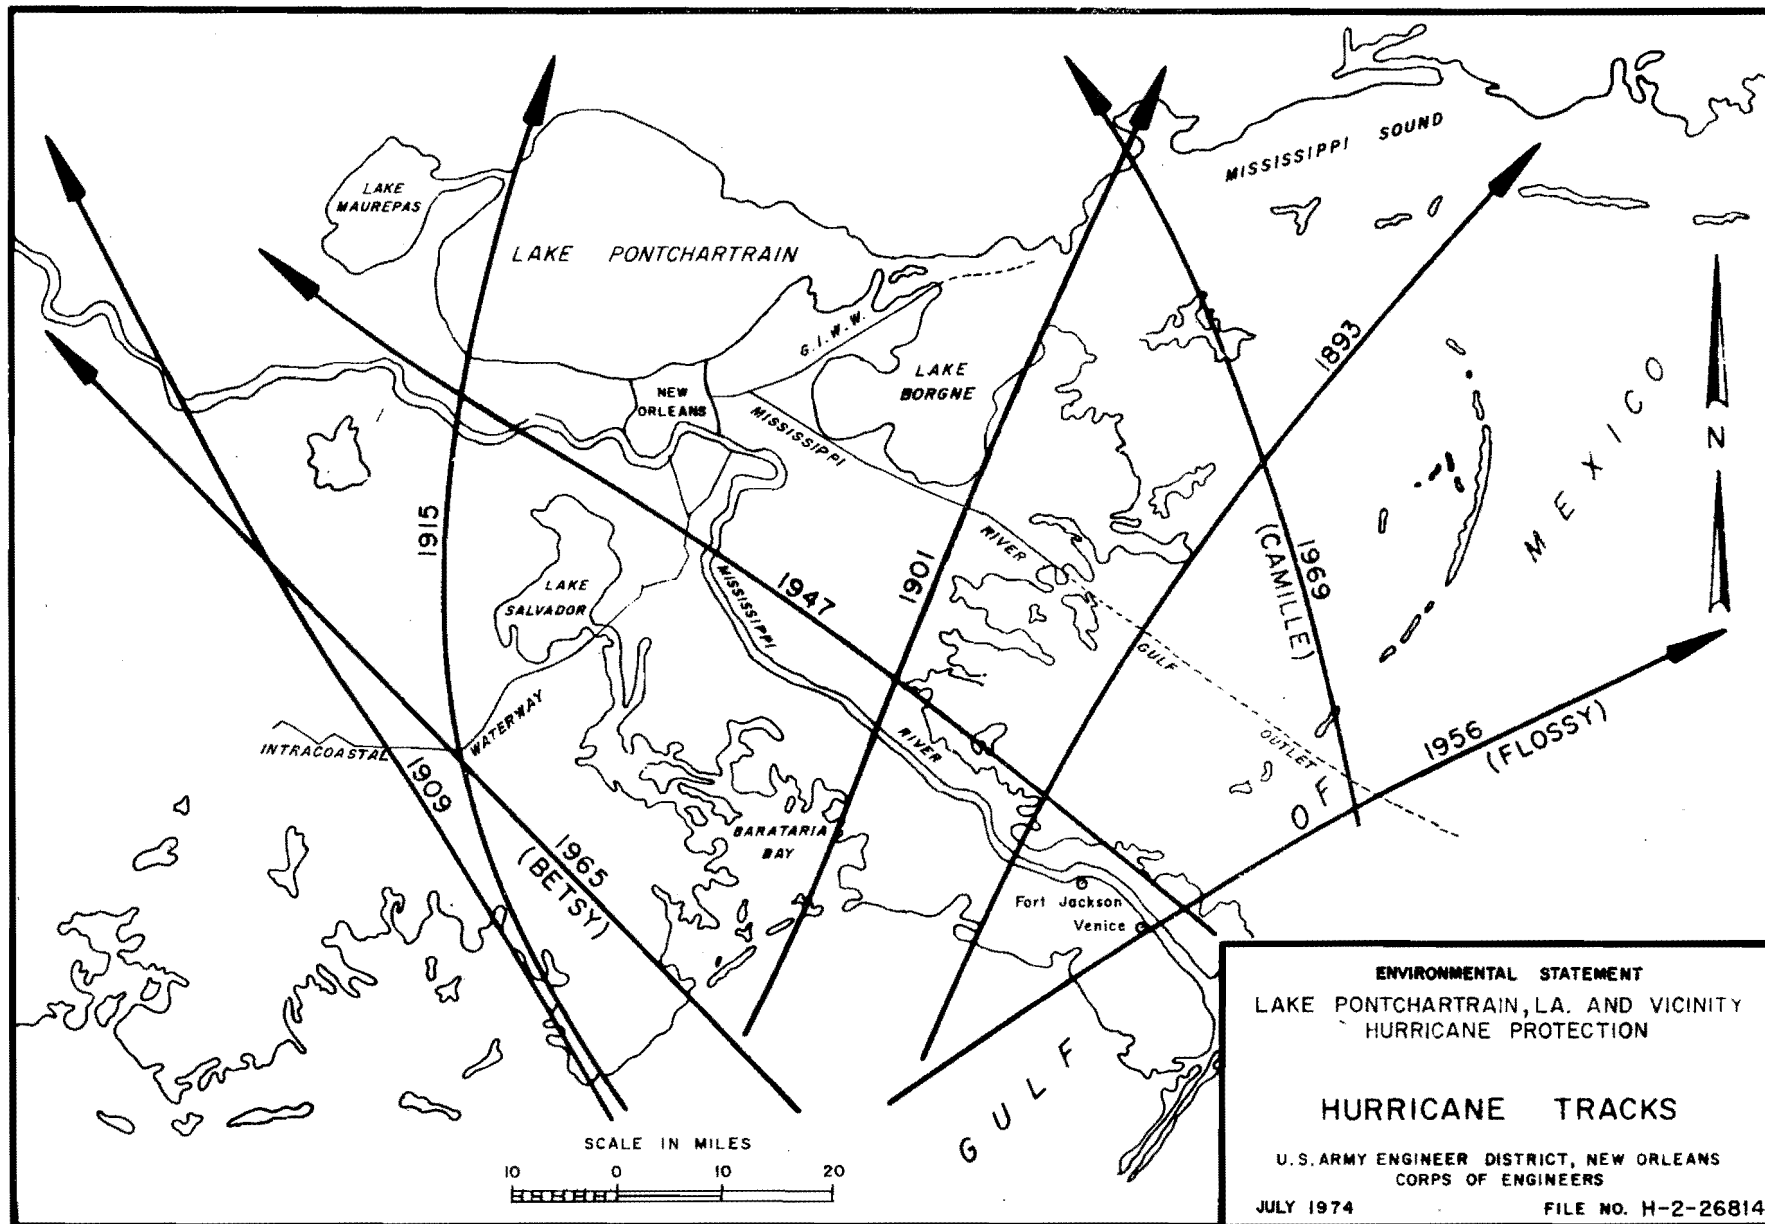 MISSISSIPPI SOUND
LAKE
MAUREPAS
LAKE PONTCHARTRAIN
G.I.W.W.
1893
LAKE
BORGNE
NEW
ORLEANS
MISSISSIPPI
RIVER
GULF
OUTLET
MEXICO
N
1915
1901
1969
(CAMILLE)
LAKE
SALVADOR
MISSISSIPPI
RIVER
1947
INTRACOASTAL
WATERWAY
1909
1965
(BETSY)
BARATARIA
BAY
1956
(FLOSSY)
OF
Fort Jackson
Venice
GULF
SCALE IN MILES
10 0 10 20
ENVIRONMENTAL STATEMENT
LAKE PONTCHARTRAIN, LA. AND VICINITY
HURRICANE PROTECTION
HURRICANE TRACKS
U.S. ARMY ENGINEER DISTRICT, NEW ORLEANS
CORPS OF ENGINEERS
JULY 1974 FILE NO. H-2-26814